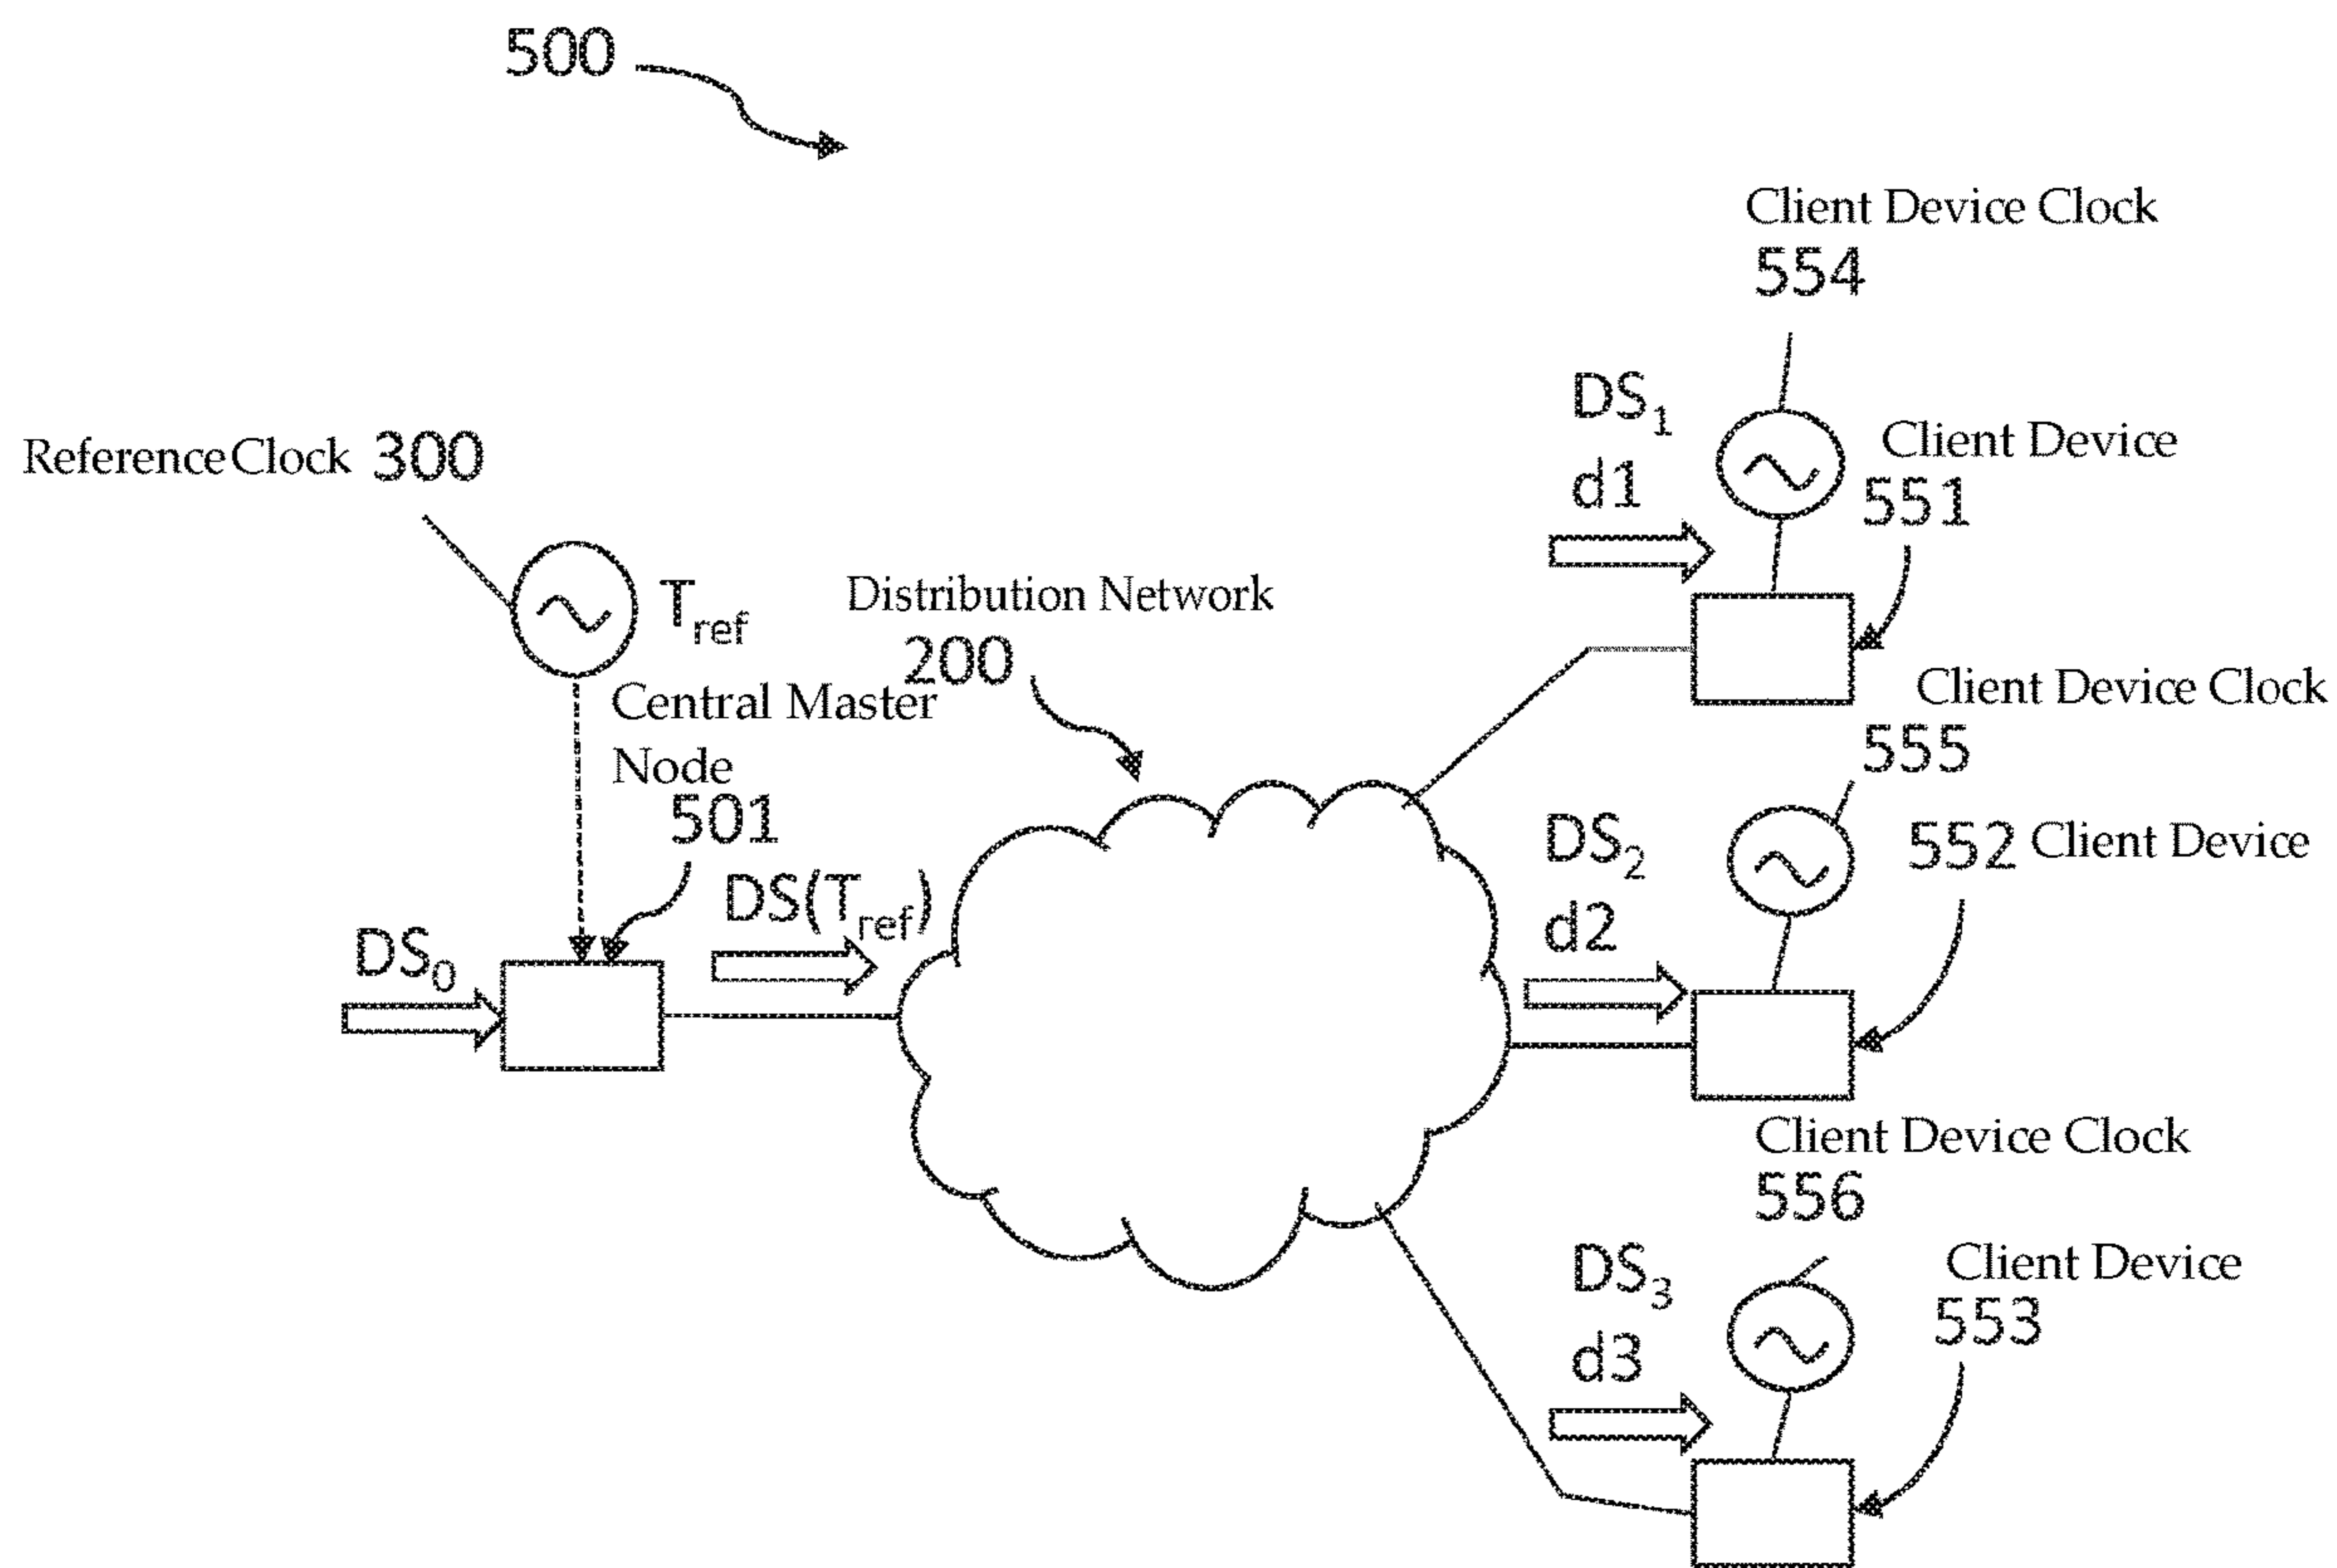 500
Client Device Clock
554
DS1
d1
Client Device
551
Reference Clock 300
Tref
Distribution Network
200
Central Master
Node
501
Client Device Clock
555
DS2
d2
552 Client Device
DS(Tref)
DS0
Client Device Clock
556
DS3
d3
Client Device
553